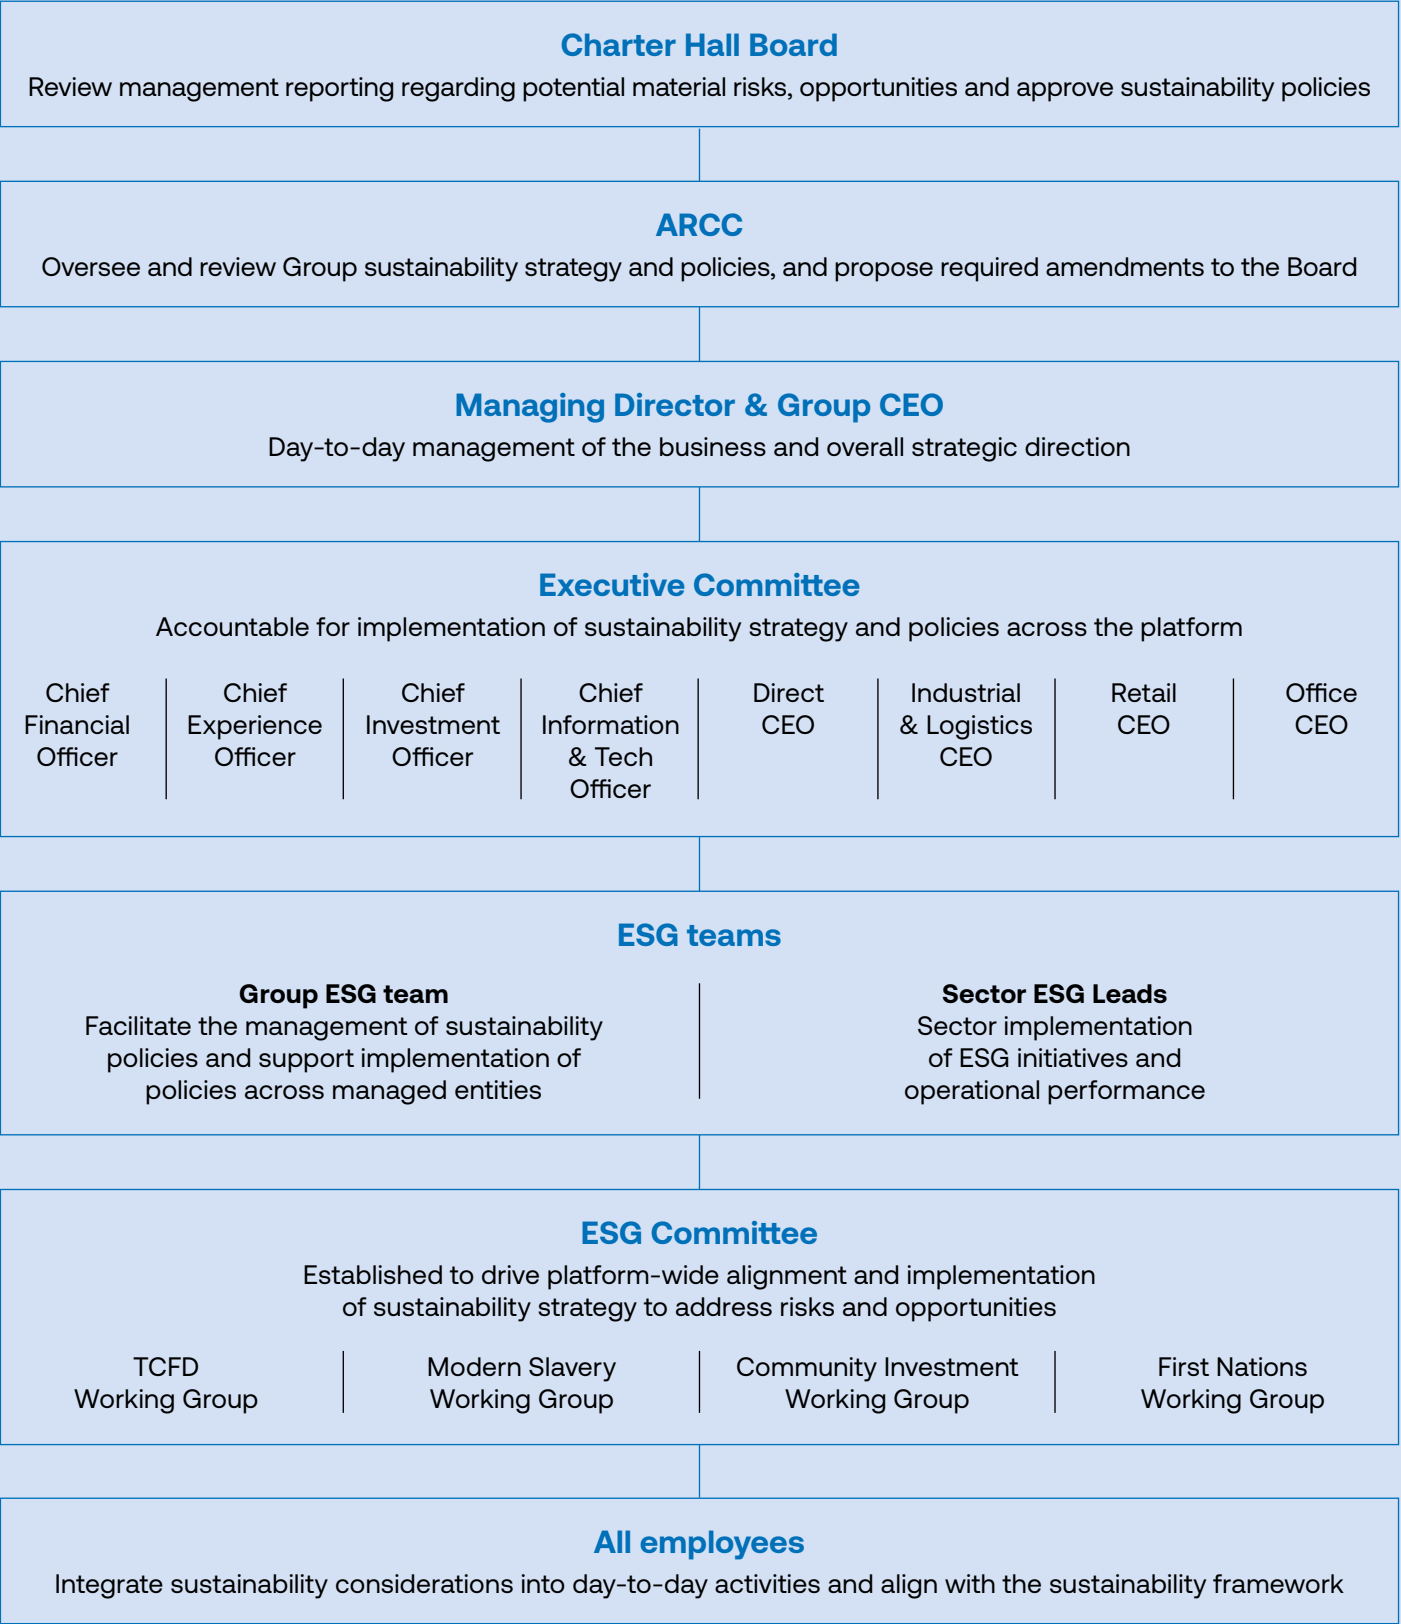 Charter Hall Board
Review management reporting regarding potential material risks, opportunities and approve sustainability policies
ARCC
Oversee and review Group sustainability strategy and policies, and propose required amendments to the Board
Managing Director & Group CEO
Day-to-day management of the business and overall strategic direction
Executive Committee
Accountable for implementation of sustainability strategy and policies across the platform
Chief
Financial
Officer
Chief
Experience
Officer
Chief
Investment
Officer
Chief
Information
& Tech
Officer
Direct
CEO
Industrial
& Logistics
CEO
Retail
CEO
Office
CEO
ESG teams
Group ESG team
Facilitate the management of sustainability
policies and support implementation of
policies across managed entities
Sector ESG Leads
Sector implementation
of ESG initiatives and
operational performance
ESG Committee
Established to drive platform-wide alignment and implementation
of sustainability strategy to address risks and opportunities
TCFD
Working Group
Modern Slavery
Working Group
Community Investment
Working Group
First Nations
Working Group
All employees
Integrate sustainability considerations into day-to-day activities and align with the sustainability framework